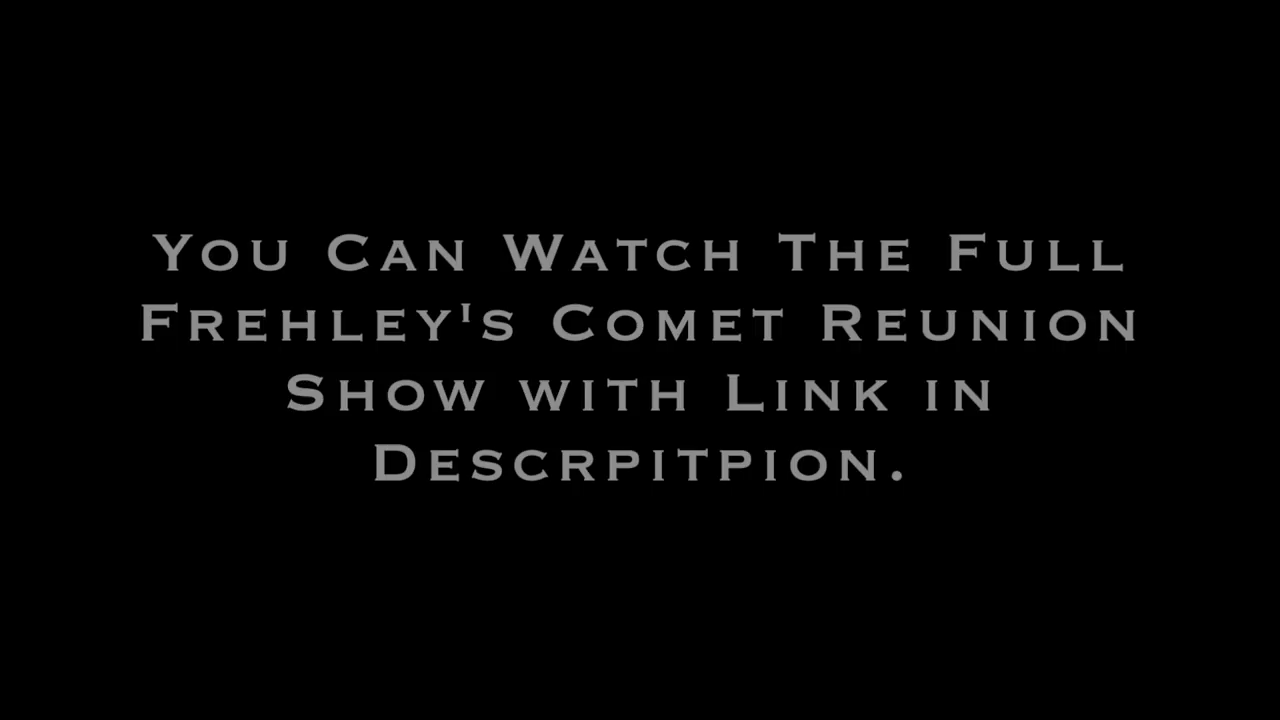 You Can Watch The Full
Frehley's Comet Reunion
Show with Link in
Descrpitpion.